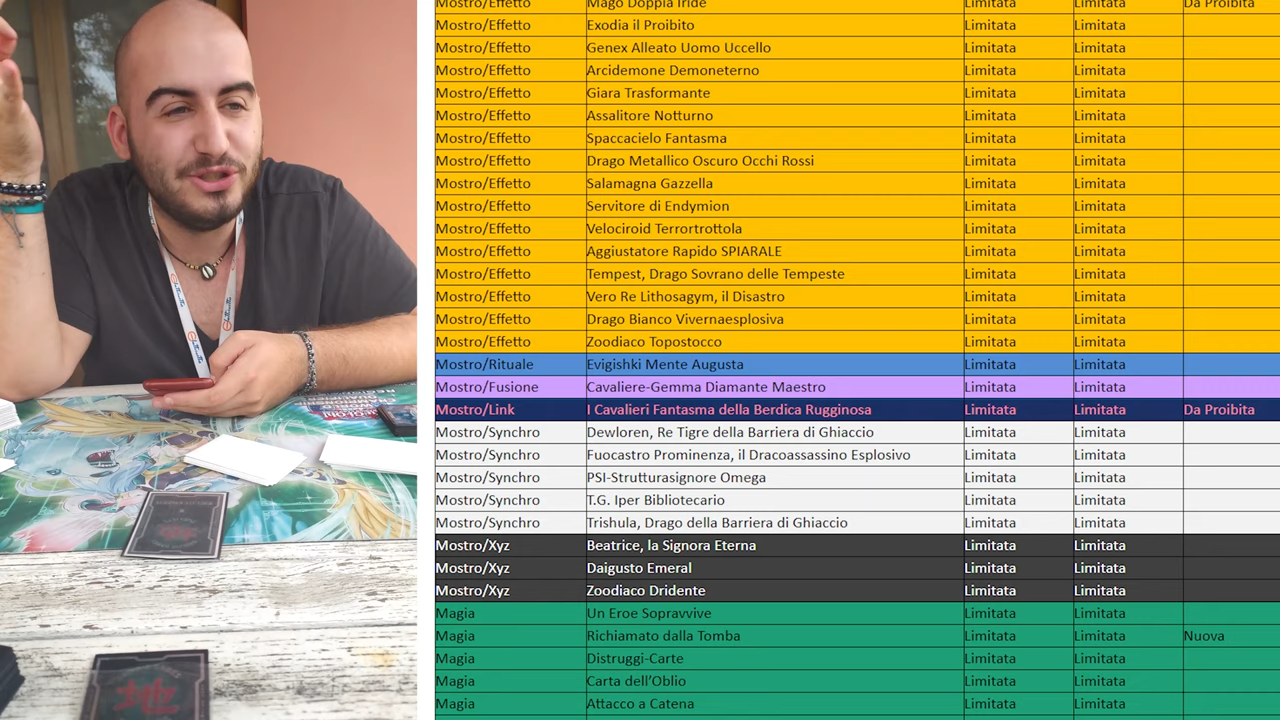 Mostro/Effetto Mago Doppia Iride Limitata Limitata Da Proibita
Mostro/Effetto Exodia il Proibito Limitata Limitata
Mostro/Effetto Genex Alleato Uomo Uccello Limitata Limitata
Mostro/Effetto Arcidemone Demoneterno Limitata Limitata
Mostro/Effetto Giara Trasformante Limitata Limitata
Mostro/Effetto Assalitore Notturno Limitata Limitata
Mostro/Effetto Spaccacielo Fantasma Limitata Limitata
Mostro/Effetto Drago Metallico Oscuro Occhi Rossi Limitata Limitata
Mostro/Effetto Salamagna Gazzella Limitata Limitata
Mostro/Effetto Servitore di Endymion Limitata Limitata
Mostro/Effetto Velociroid Terrortrottola Limitata Limitata
Mostro/Effetto Aggiustatore Rapido SPIARALE Limitata Limitata
Mostro/Effetto Tempest, Drago Sovrano delle Tempeste Limitata Limitata
Mostro/Effetto Vero Re Lithosagym, il Disastro Limitata Limitata
Mostro/Effetto Drago Bianco Vivernaesplosiva Limitata Limitata
Mostro/Effetto Zoodiaco Topostocco Limitata Limitata
Mostro/Rituale Evigishki Mente Augusta Limitata Limitata
Mostro/Fusione Cavaliere-Gemma Diamante Maestro Limitata Limitata
Mostro/Link I Cavalieri Fantasma della Berdica Rugginosa Limitata Limitata Da Proibita
Mostro/Synchro Dewloren, Re Tigre della Barriera di Ghiaccio Limitata Limitata
Mostro/Synchro Fuocastro Prominenza, il Dracoassassino Esplosivo Limitata Limitata
Mostro/Synchro PSI-Strutturasignore Omega Limitata Limitata
Mostro/Synchro T.G. Iper Bibliotecario Limitata Limitata
Mostro/Synchro Trishula, Drago della Barriera di Ghiaccio Limitata Limitata
Mostro/Xyz Beatrice, la Signora Eterna Limitata Limitata
Mostro/Xyz Daigusto Emeral Limitata Limitata
Mostro/Xyz Zoodiaco Dridente Limitata Limitata
Magia Un Eroe Sopravvive Limitata Limitata
Magia Richiamato dalla Tomba Limitata Limitata Nuova
Magia Distruggi-Carte Limitata Limitata
Magia Carta dell'Oblio Limitata Limitata
Magia Attacco a Catena Limitata Limitata